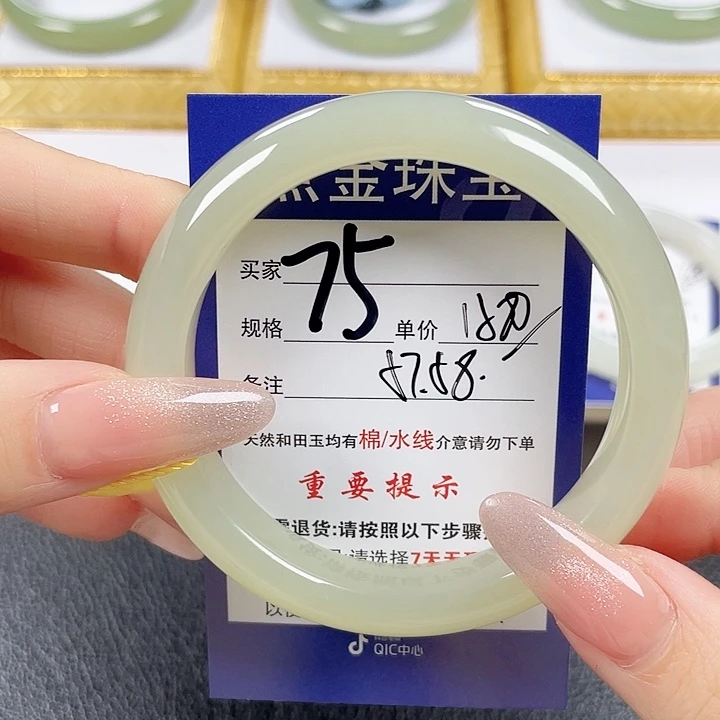 金珠宝
买家 75
规格 单价
备注 57.58.
天然和田玉均有棉/水线介意请勿下单
重要提示
退货:请按照以下步骤
请选择7天无
QIC中心